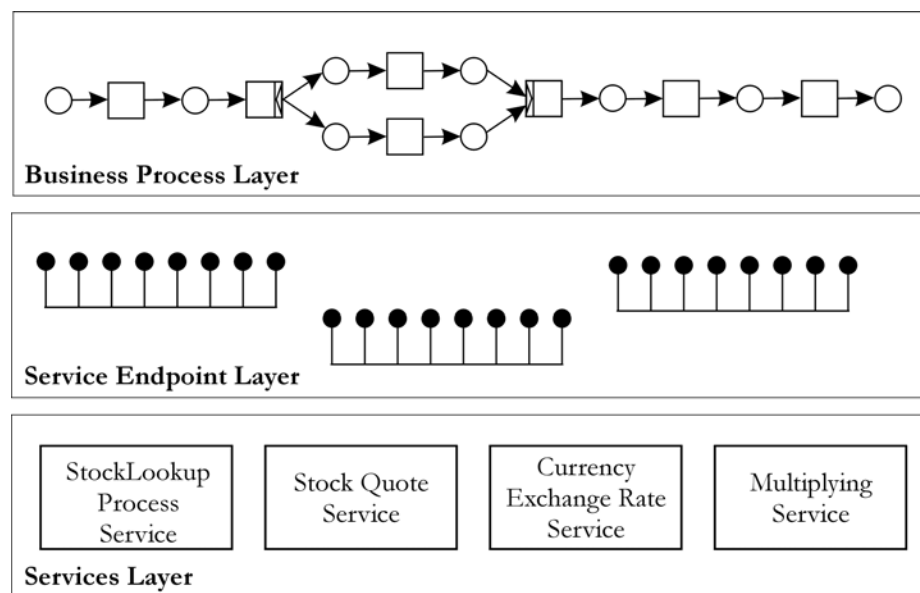 Business Process Layer
Service Endpoint Layer
StockLookup
Process
Service
Stock Quote
Service
Currency
Exchange Rate
Service
Multiplying
Service
Services Layer